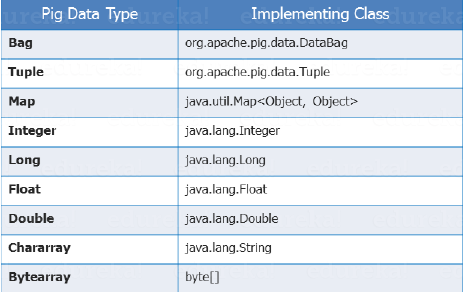 Pig Data Type Implementing Class
Bag org.apache.pig.data.DataBag
Tuple org.apache.pig.data.Tuple
Map java.util.Map<Object, Object>
Integer java.lang.Integer
Long java.lang.Long
Float java.lang.Float
Double java.lang.Double
Chararray java.lang.String
Bytearray byte[]